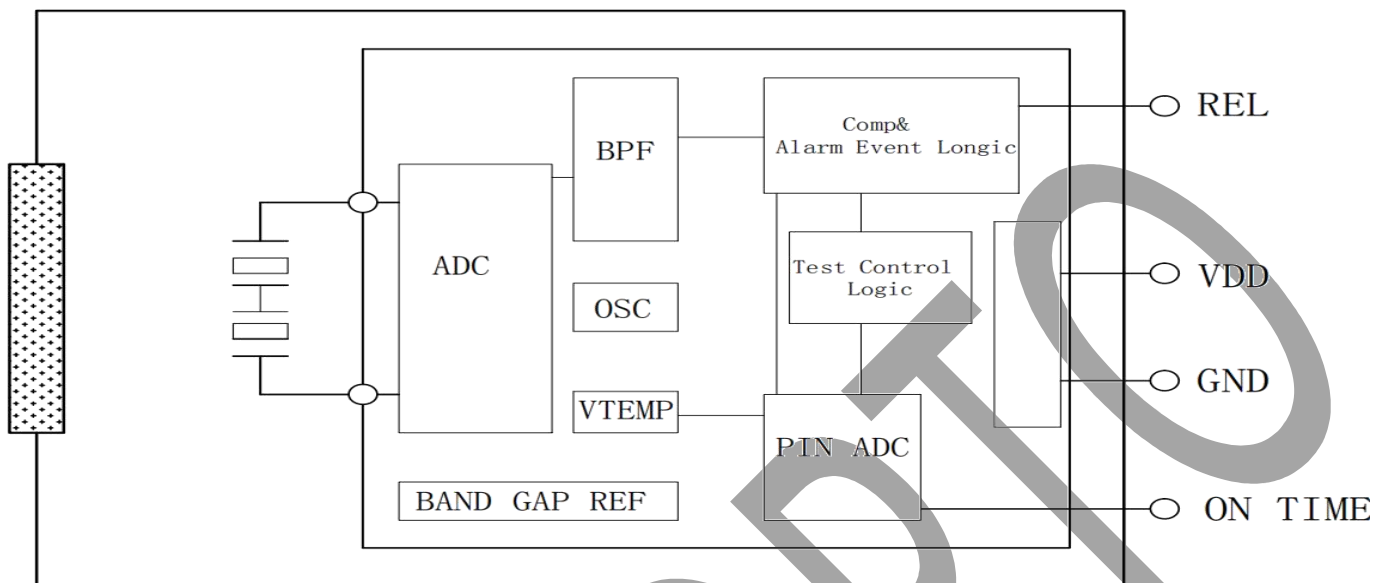 REL
Comp&
Alarm Event Longic
BPF
ADC
Test Control
Logic
VDD
OSC
GND
VTEMP
PIN ADC
BAND GAP REF
ON TIME